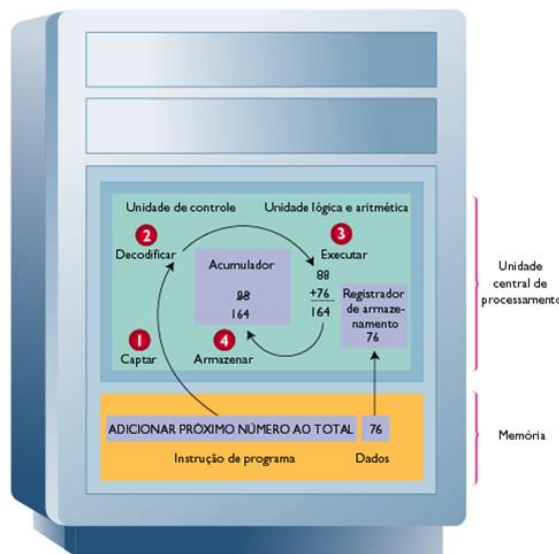 Unidade de controle
Unidade lógica e aritmética
2
Decodificar
3
Executar
Acumulador
88
164
88
+76
164
Registrador
de armaze-
namento
76
1
Captar
4
Armazenar
Unidade
central de
processamento
ADICIONAR PRÓXIMO NÚMERO AO TOTAL
76
Instrução de programa
Dados
Memória